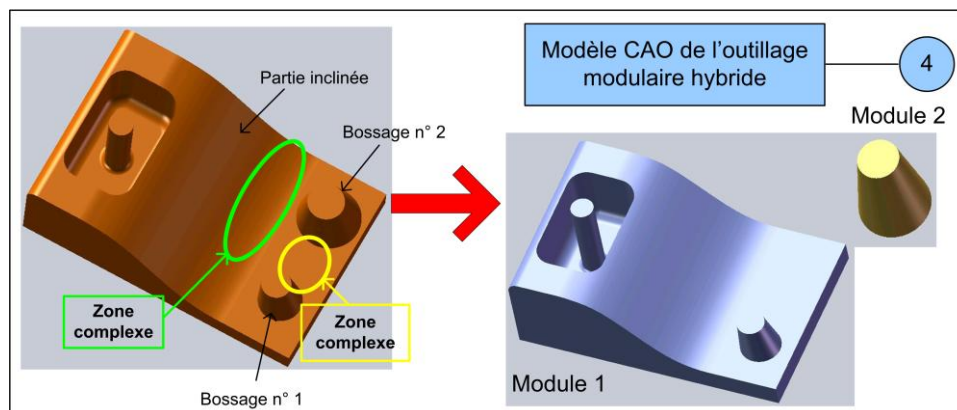 Partie inclinée
Bossage n° 2
Zone
complexe
Zone
complexe
Bossage n° 1
Modèle CAO de l'outillage
modulaire hybride
4
Module 2
Module 1